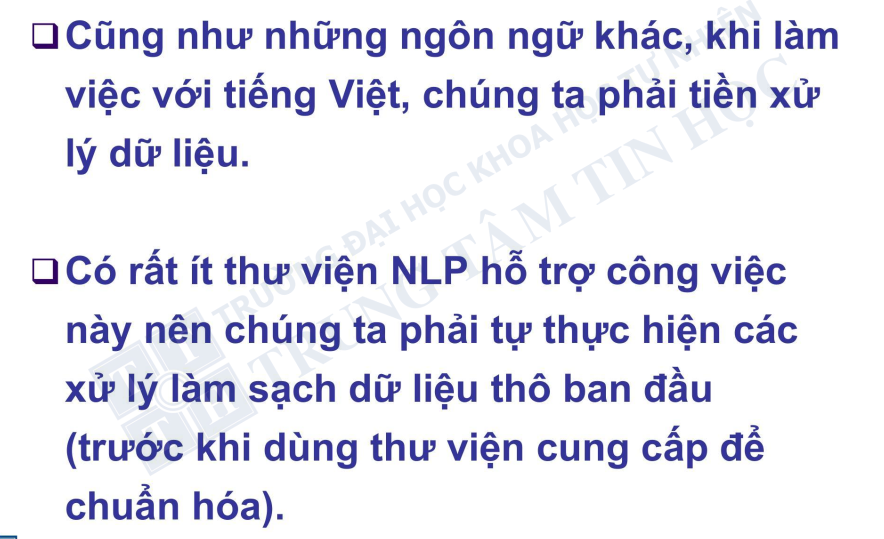 ❑Cũng như những ngôn ngữ khác, khi làm
việc với tiếng Việt, chúng ta phải tiền xử
lý dữ liệu.
❑Có rất ít thư viện NLP hỗ trợ công việc
này nên chúng ta phải tự thực hiện các
xử lý làm sạch dữ liệu thô ban đầu
(trước khi dùng thư viện cung cấp để
chuẩn hóa).
TRƯỜNG ĐẠI HỌC KHOA HỌC TỰ NHIÊN
TRUNG TÂM TIN HỌC